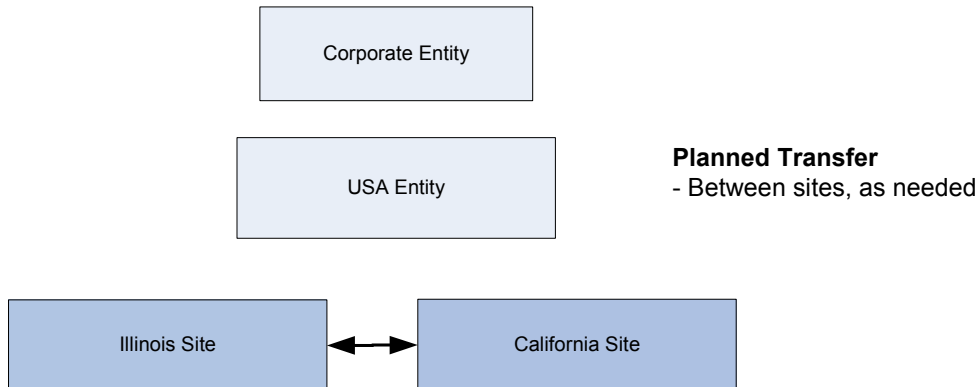 Corporate Entity
USA Entity
Planned Transfer
- Between sites, as needed
Illinois Site
California Site